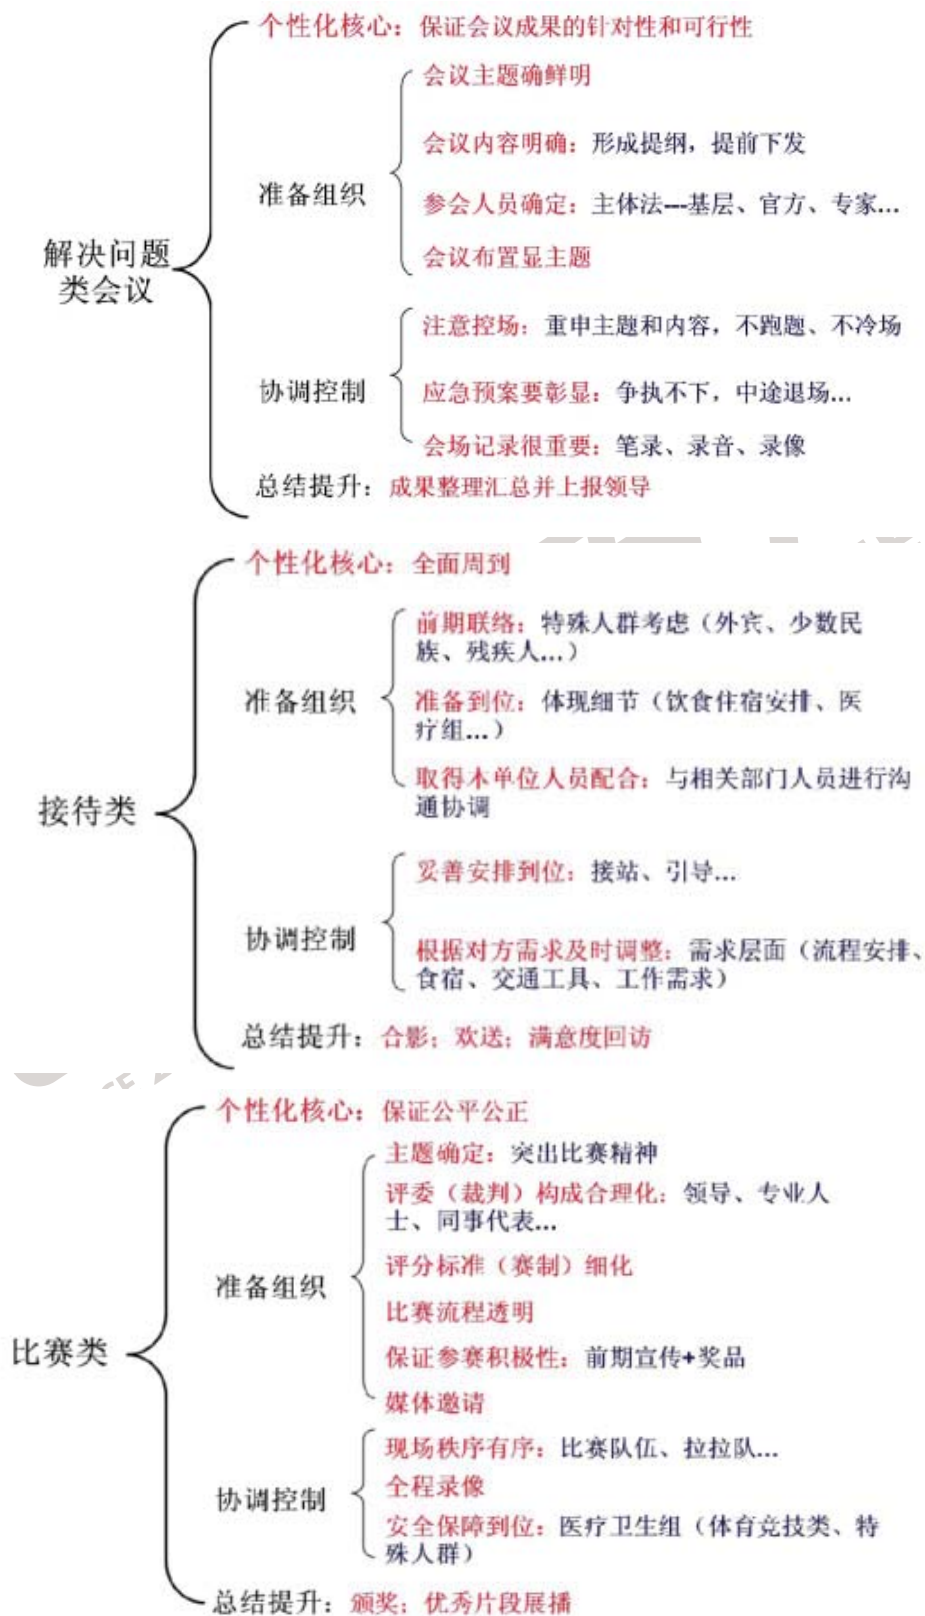 个性化核心：保证会议成果的针对性和可行性
会议主题确鲜明
会议内容明确：形成提纲，提前下发
准备组织
参会人员确定：主体法---基层、官方、专家...
会议布置显主题
解决问题
类会议
注意控场：重申主题和内容，不跑题、不冷场
协调控制
应急预案要彰显：争执不下，中途退场...
会场记录很重要：笔录、录音、录像
总结提升：成果整理汇总并上报领导
个性化核心：全面周到
前期联络：特殊人群考虑（外宾、少数民
族、残疾人...）
准备组织
准备到位：体现细节（饮食住宿安排、医
疗组...）
取得本单位人员配合：与相关部门人员进行沟
通协调
接待类
妥善安排到位：接站、引导...
协调控制
根据对方需求及时调整：需求层面（流程安排、
食宿、交通工具、工作需求）
总结提升：合影；欢送；满意度回访
个性化核心：保证公平公正
主题确定：突出比赛精神
评委（裁判）构成合理化：领导、专业人
士、同事代表...
评分标准（赛制）细化
准备组织
比赛流程透明
保证参赛积极性：前期宣传+奖品
媒体邀请
比赛类
现场秩序有序：比赛队伍、拉拉队...
全程录像
协调控制
安全保障到位：医疗卫生组（体育竞技类、特
殊人群）
总结提升：颁奖；优秀片段展播